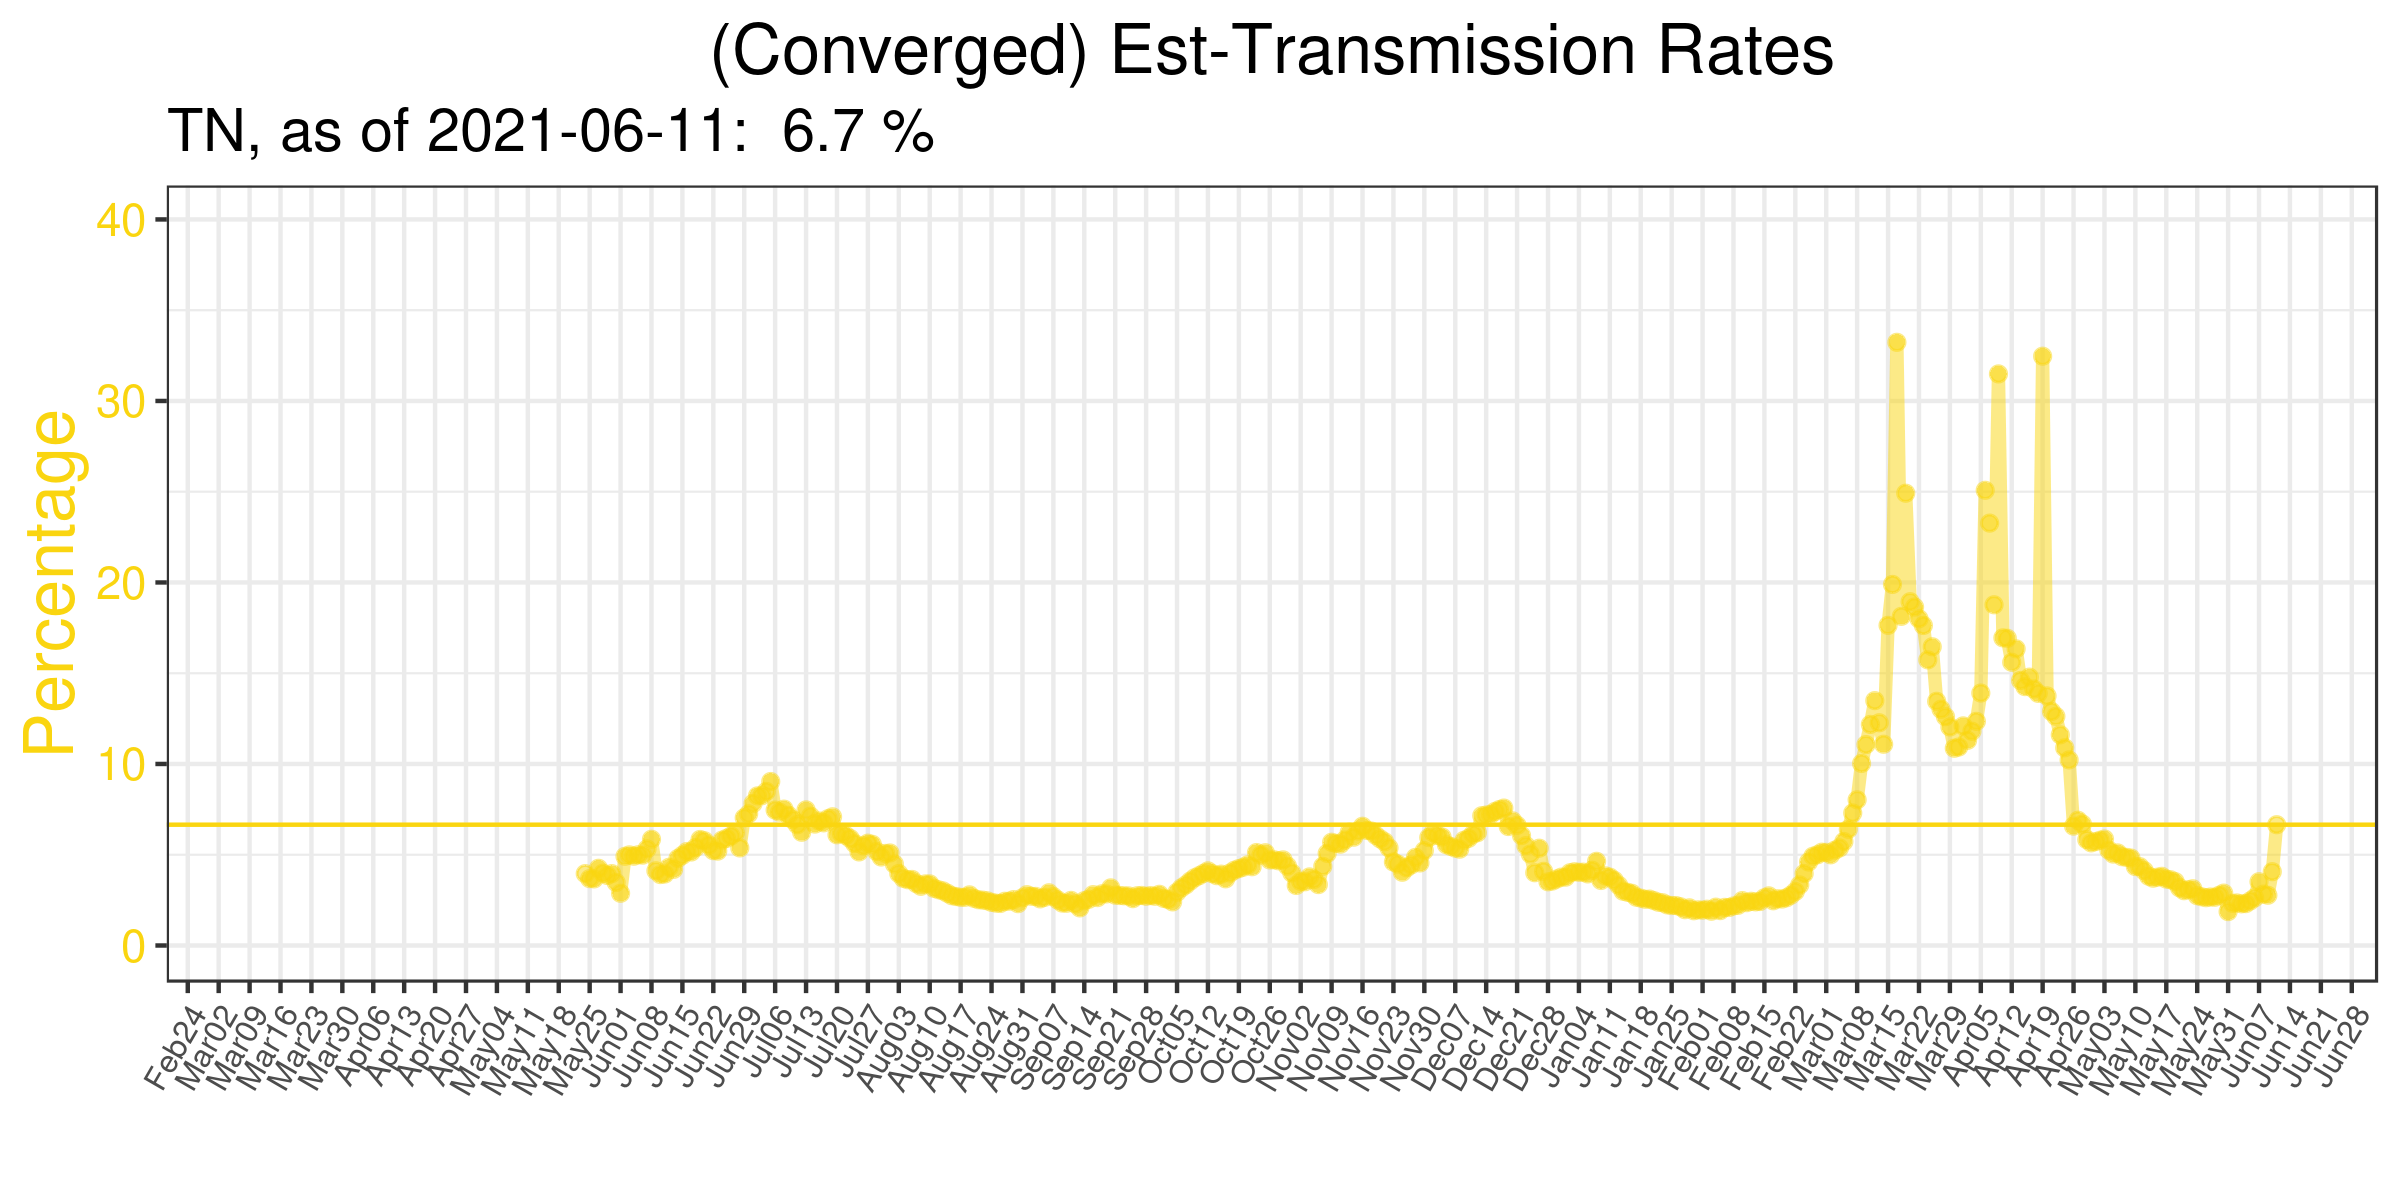 (Converged) Est-Transmission Rates
TN, as of 2021-06-11:  6.7 %
Percentage
40
30
20
10
0
Feb24
Mar02
Mar09
Mar16
Mar23
Mar30
Apr06
Apr13
Apr20
Apr27
May04
May11
May18
May25
Jun01
Jun08
Jun15
Jun22
Jun29
Jul06
Jul13
Jul20
Jul27
Aug03
Aug10
Aug17
Aug24
Aug31
Sep07
Sep14
Sep21
Sep28
Oct05
Oct12
Oct19
Oct26
Nov02
Nov09
Nov16
Nov23
Nov30
Dec07
Dec14
Dec21
Dec28
Jan04
Jan11
Jan18
Jan25
Feb01
Feb08
Feb15
Feb22
Mar01
Mar08
Mar15
Mar22
Mar29
Apr05
Apr12
Apr19
Apr26
May03
May10
May17
May24
May31
Jun07
Jun14
Jun21
Jun28